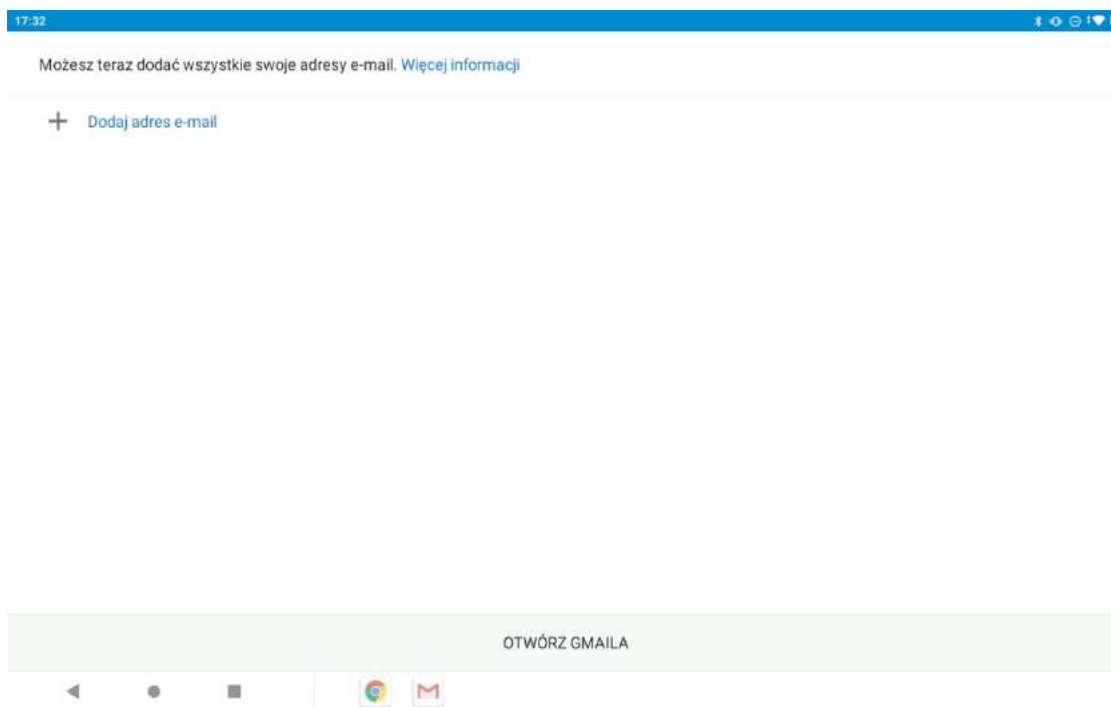 17:32
Możesz teraz dodać wszystkie swoje adresy e-mail. Więcej informacji
Dodaj adres e-mail
OTWÓRZ GMAILA